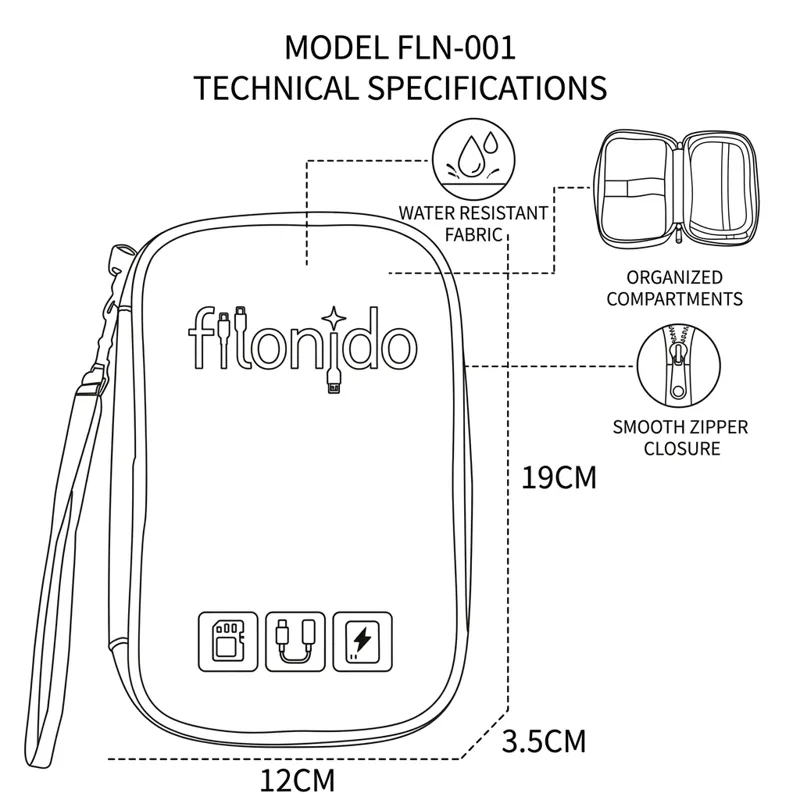 MODEL FLN-001
TECHNICAL SPECIFICATIONS
WATER RESISTANT
FABRIC
ORGANIZED
COMPARTMENTS
filonido
SMOOTH ZIPPER
CLOSURE
19CM
3.5CM
12CM